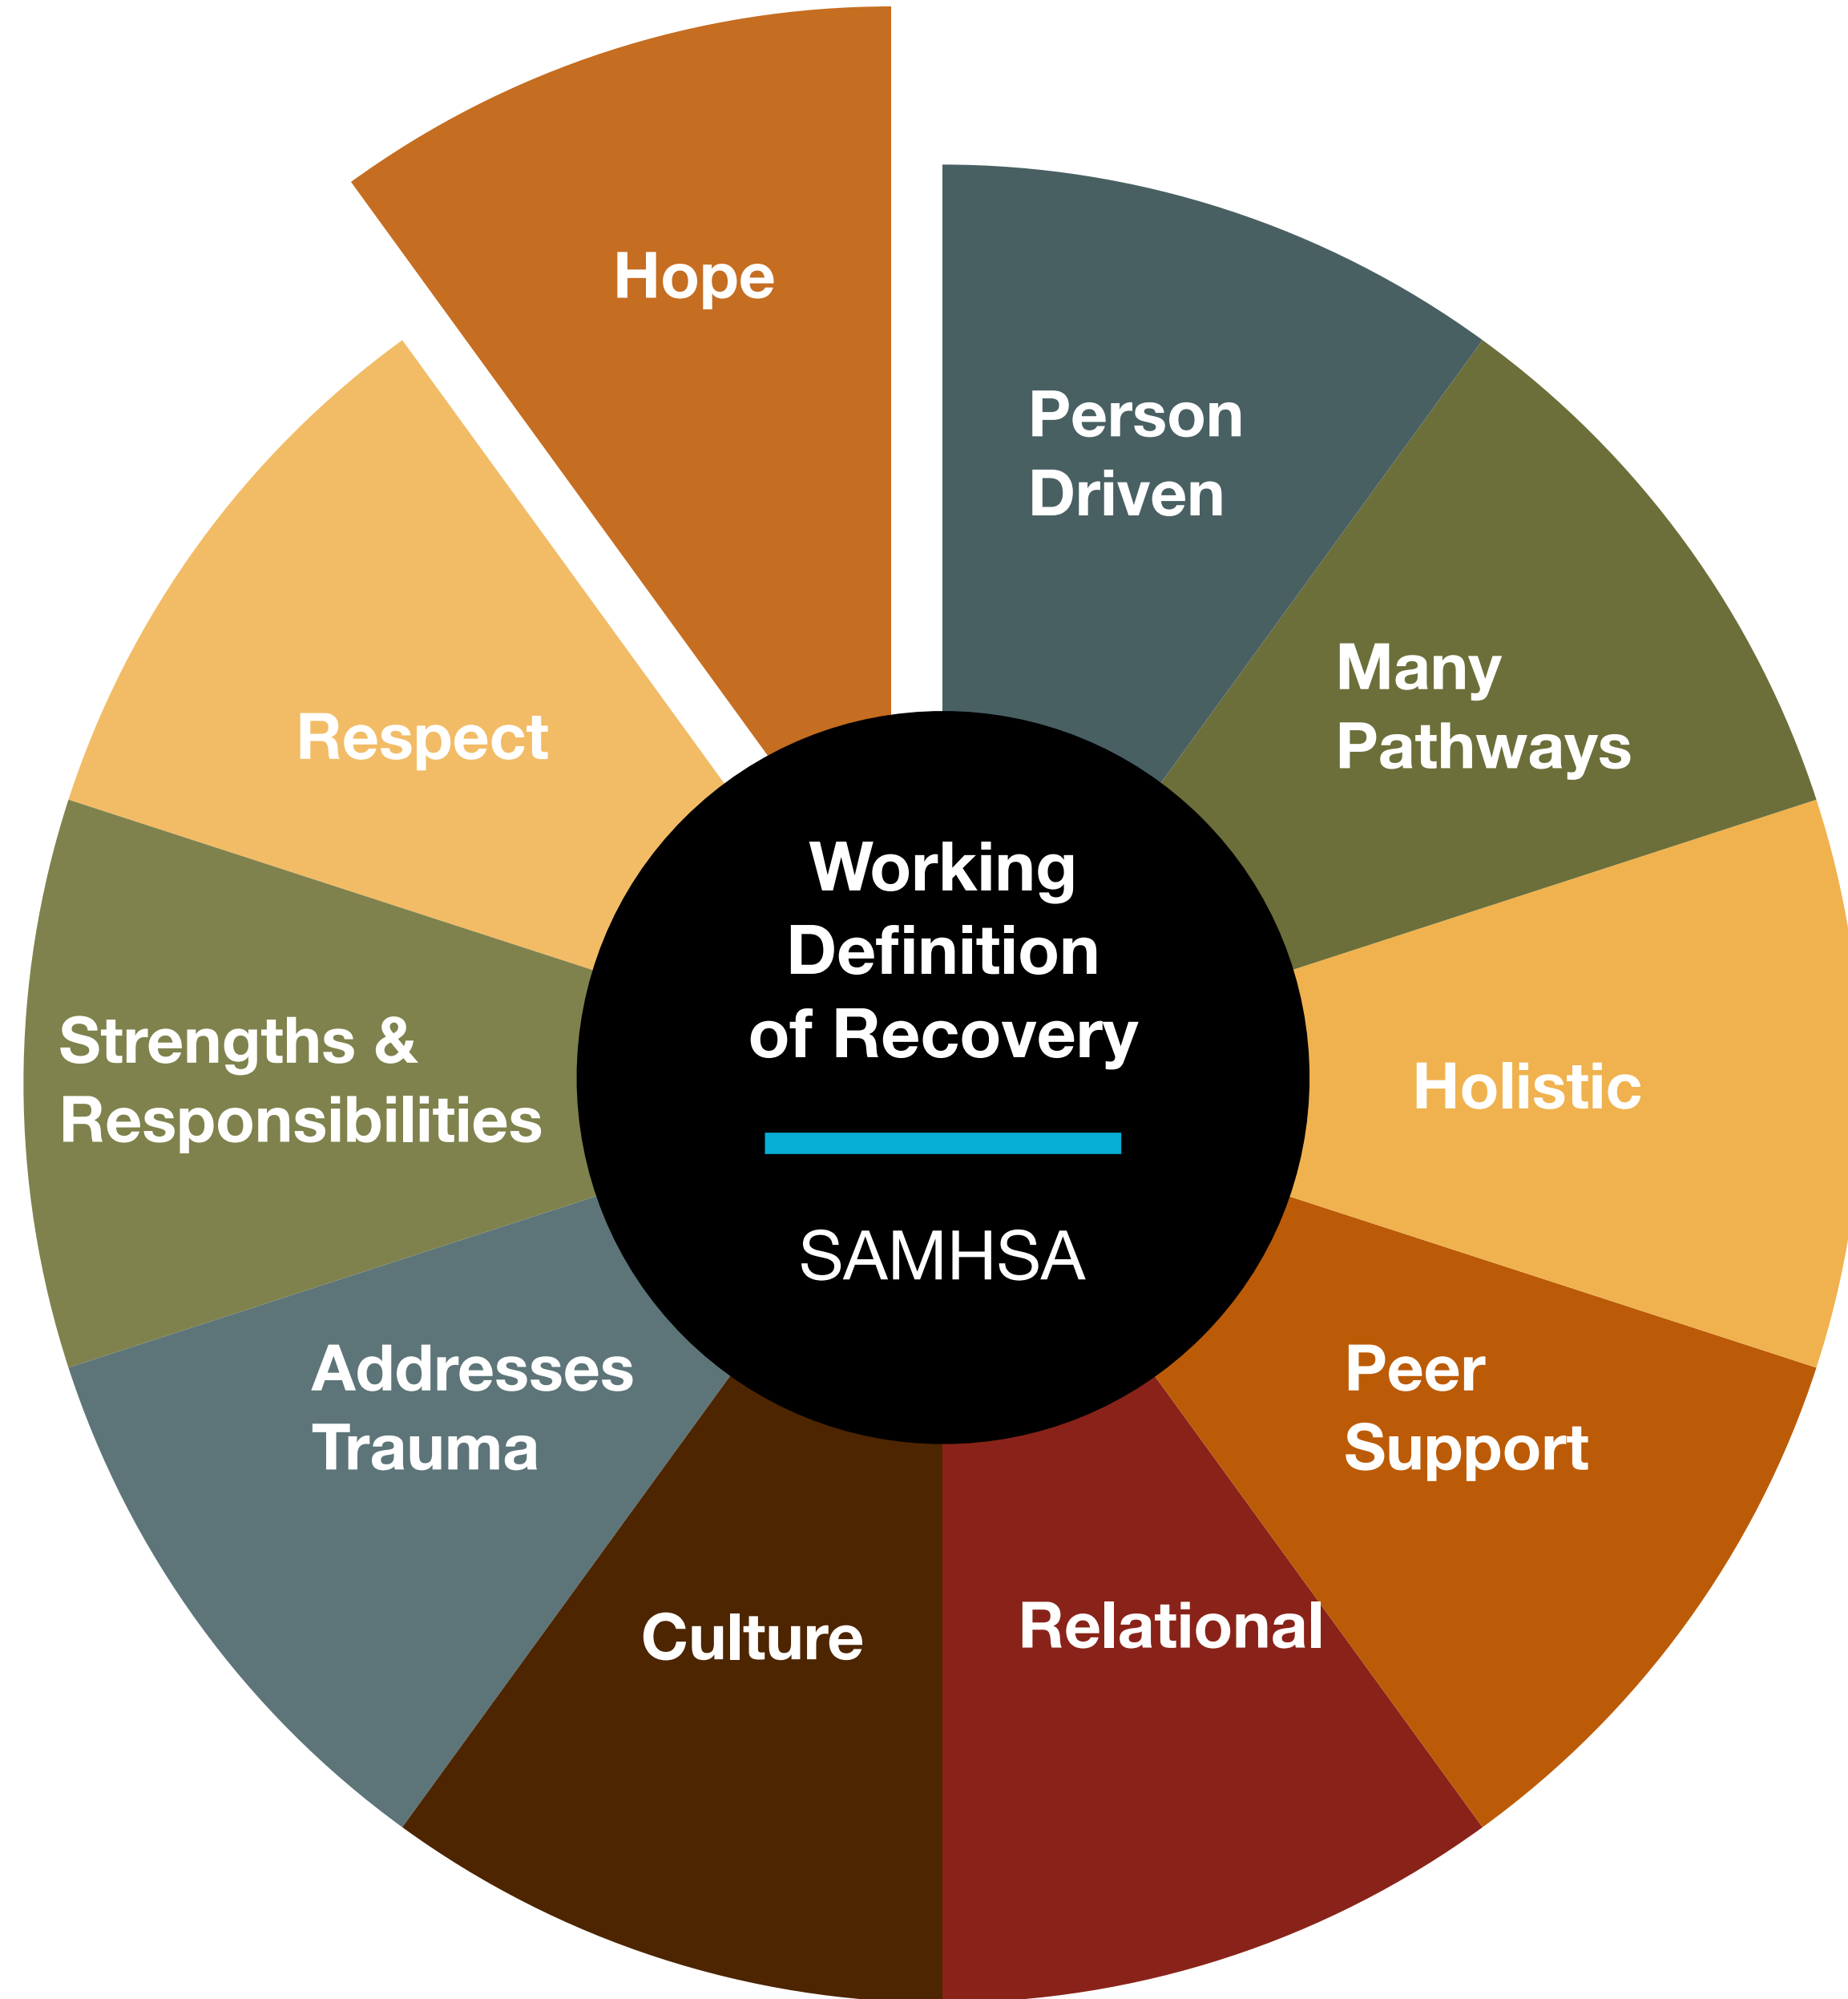 Hope
Person
Driven
Many
Pathways
Holistic
Peer
Support
Relational
Culture
Addresses
Trauma
Strengths &
Responsibilities
Respect
Working
Definition
of Recovery
SAMHSA